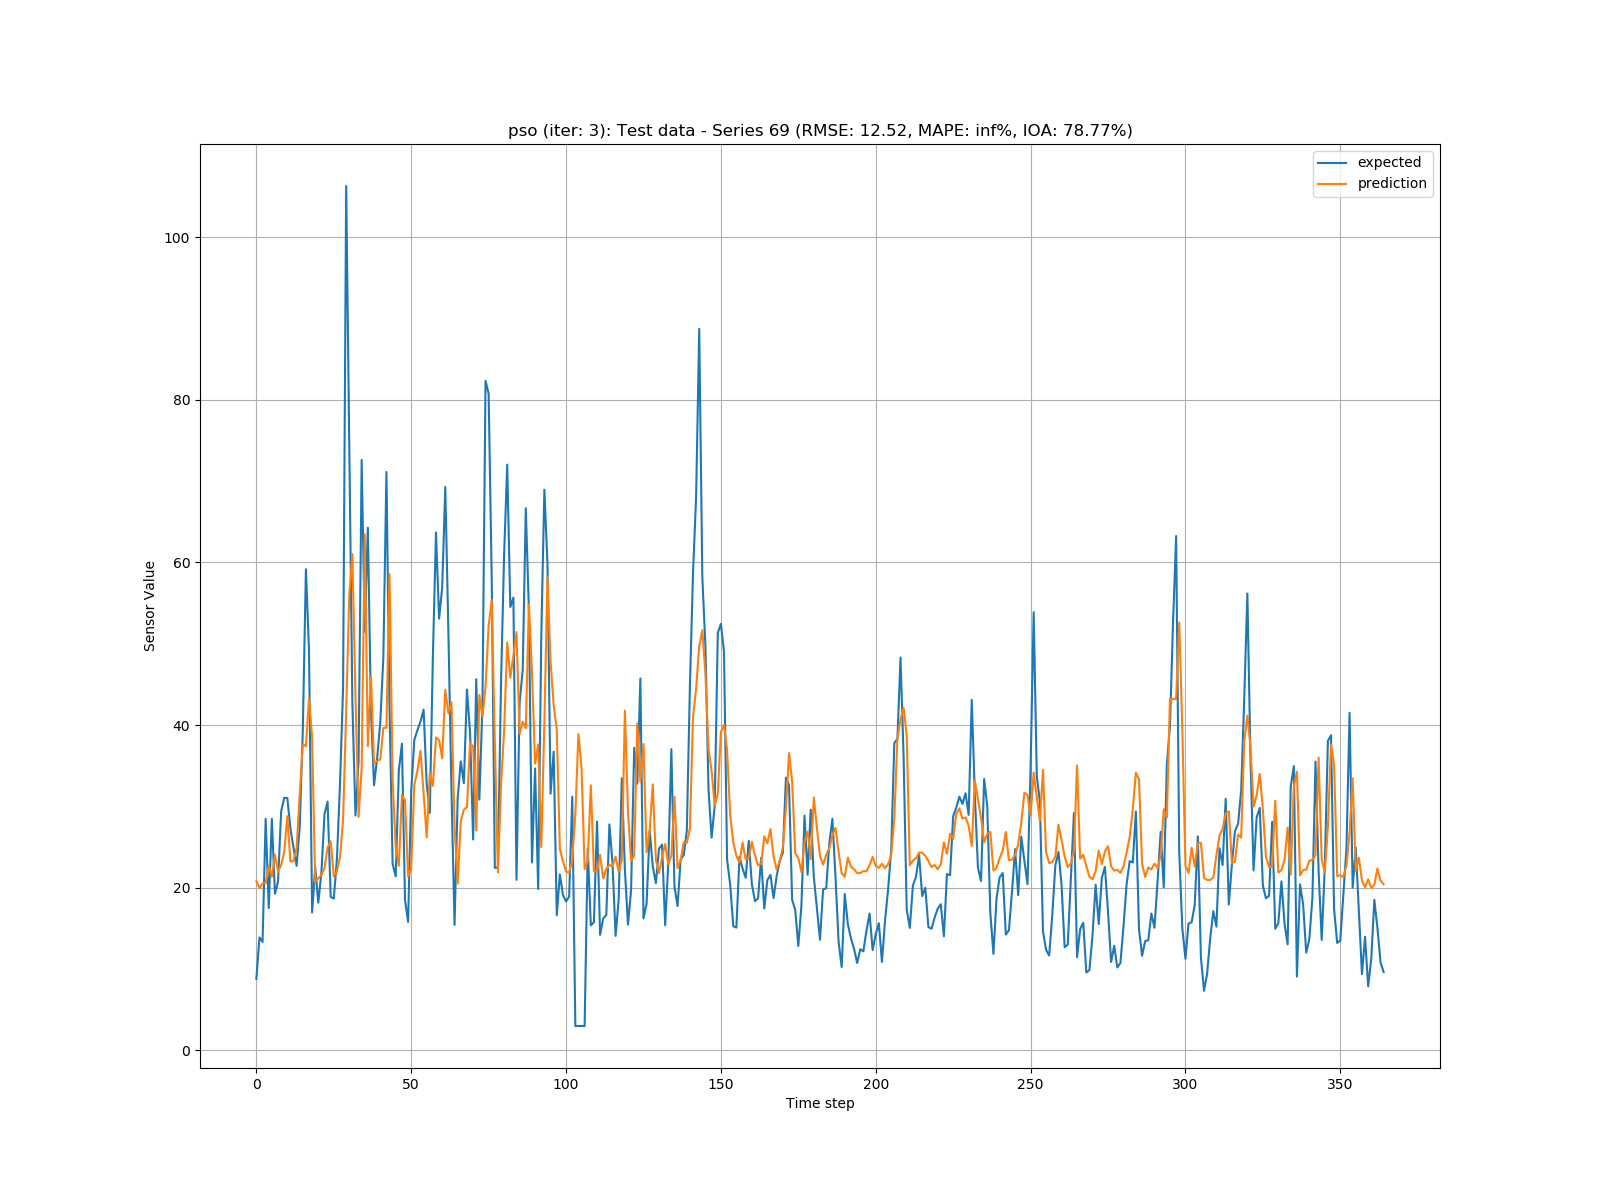 pso (iter: 3): Test data - Series 69 (RMSE: 12.52, MAPE: inf%, IOA: 78.77%)
expected
prediction
100
80
60
40
20
0
Sensor Value
0 50 100 150 200 250 300 350
Time step